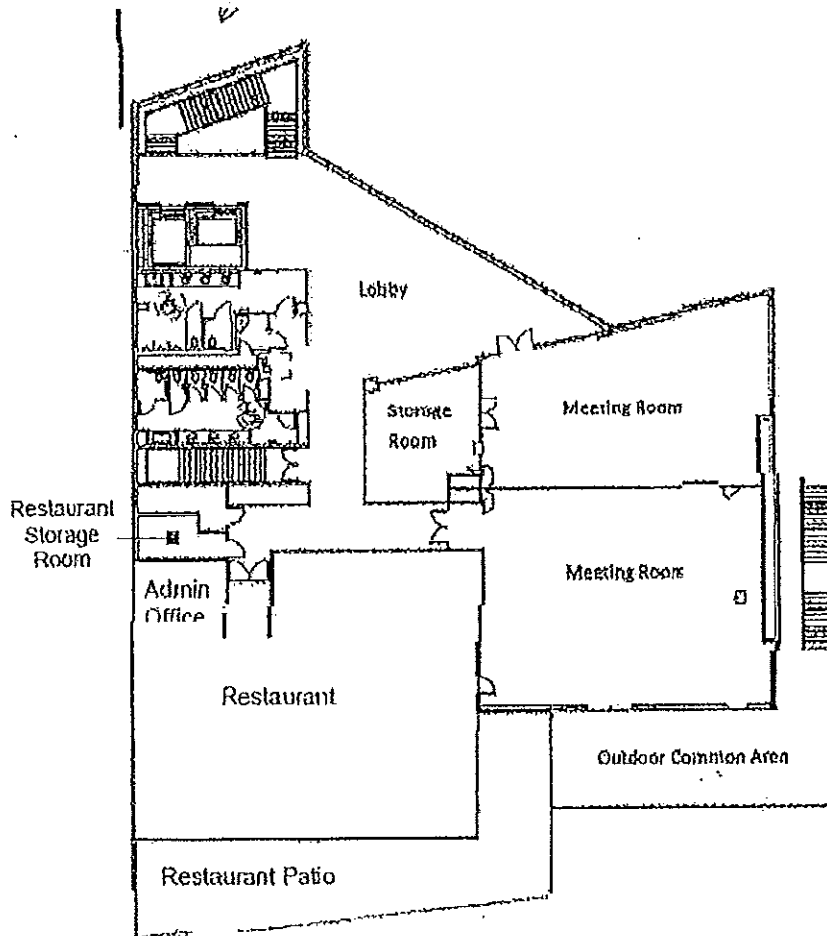 Lobby
Storage
Room
Meeting Room
Restaurant
Storage
Room
Meeting Room
Admin
Office
Restaurant
Outdoor Common Area
Restaurant Patio